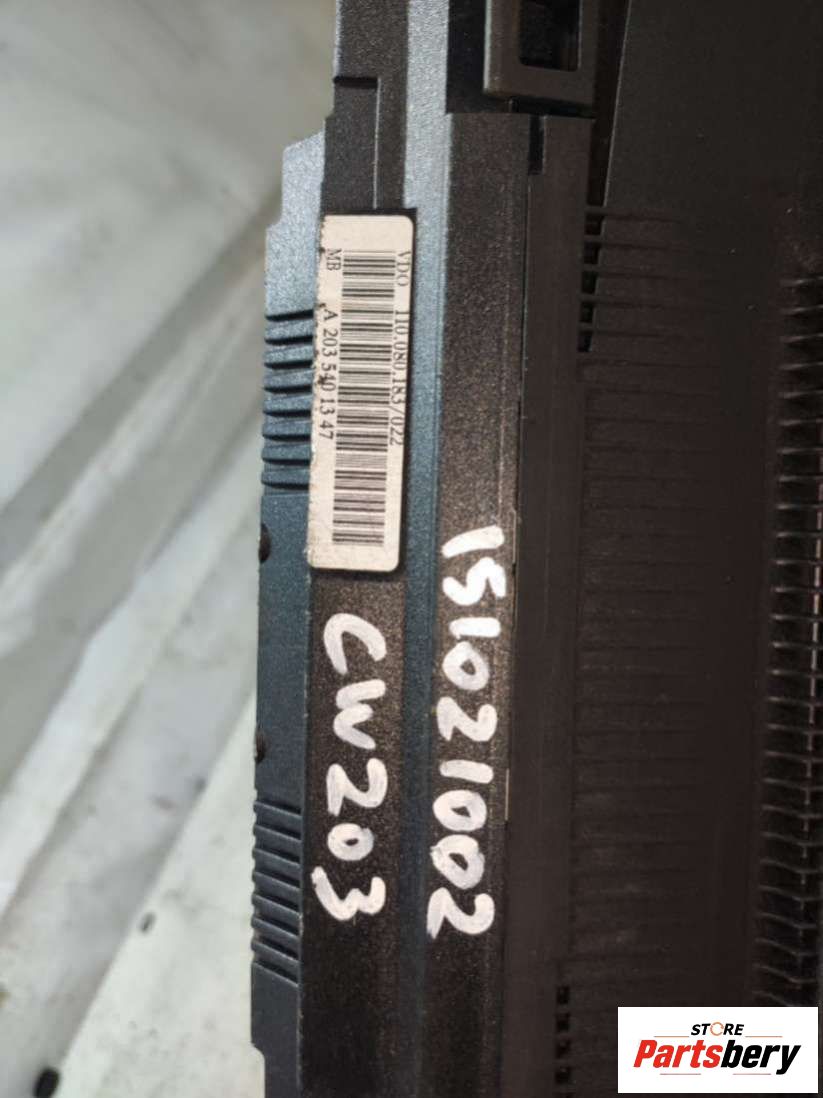 VDO 110.080.183/022
MB A 203 540 13 47
151021002
CW203
STORE
Partsbery